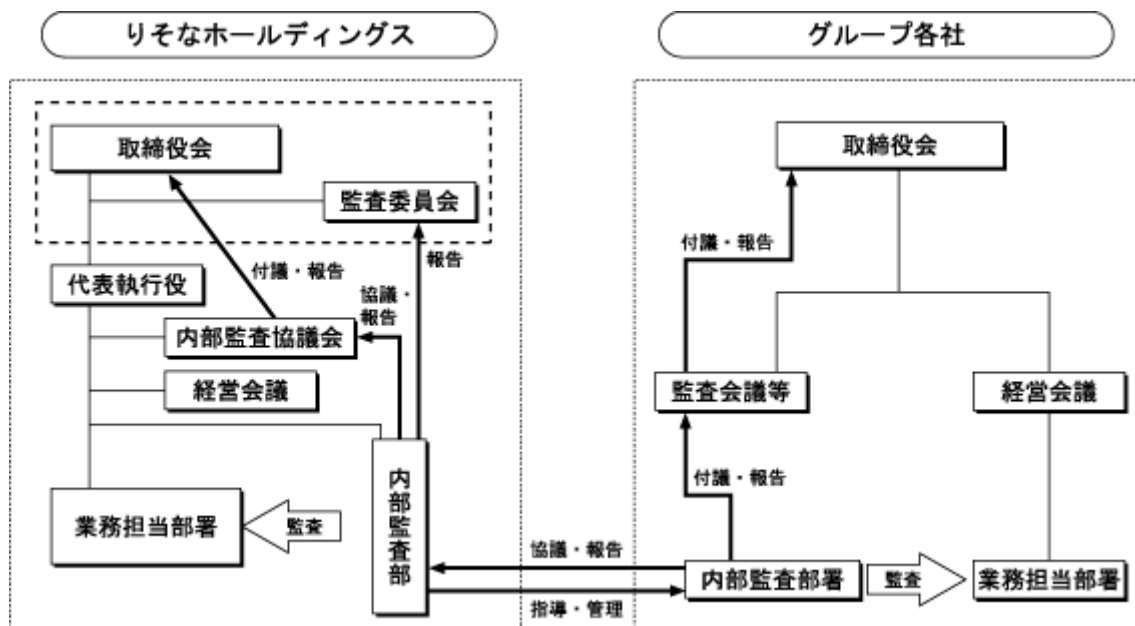 りそなホールディングス
グループ各社
取締役会
監査委員会
報告
付議・報告
代表執行役
協議・
報告
内部監査協議会
経営会議
内部監査部
業務担当部署
監査
取締役会
付議・報告
監査会議等
経営会議
付議・報告
協議・報告
指導・管理
内部監査部署
監査
業務担当部署